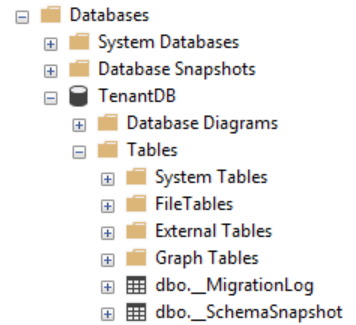 Databases
System Databases
Database Snapshots
TenantDB
Database Diagrams
Tables
System Tables
FileTables
External Tables
Graph Tables
dbo.__MigrationLog
dbo.__SchemaSnapshot